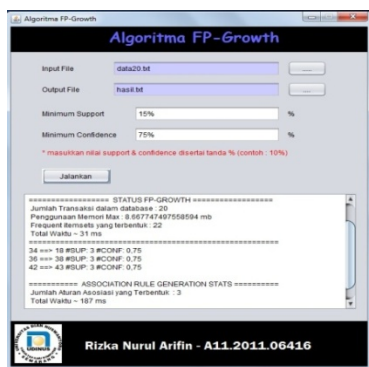 Algoritma FP-Growth
Algoritma FP-Growth
Input File data20.txt ....
Output File hasil.txt ....
Minimum Support 15% %
Minimum Confidence 75% %
* masukkan nilai support & confidence disertai tanda % (contoh : 10%)
Jalankan
=================== STATUS FP-GROWTH ===================
Jumlah Transaksi dalam database : 20
Penggunaan Memori Max : 8.667747497558594 mb
Frequent itemsets yang terbentuk : 22
Total Waktu ~ 31 ms
34 ==> 18 #SUP: 3 #CONF: 0,75
36 ==> 38 #SUP: 3 #CONF: 0,75
42 ==> 43 #SUP: 3 #CONF: 0,75
=========== ASSOCIATION RULE GENERATION STATS ==========
Jumlah Aturan Asosiasi yang Terbentuk : 3
Total Waktu ~ 187 ms
UDINUS
SEMARANG
Rizka Nurul Arifin - A11.2011.06416